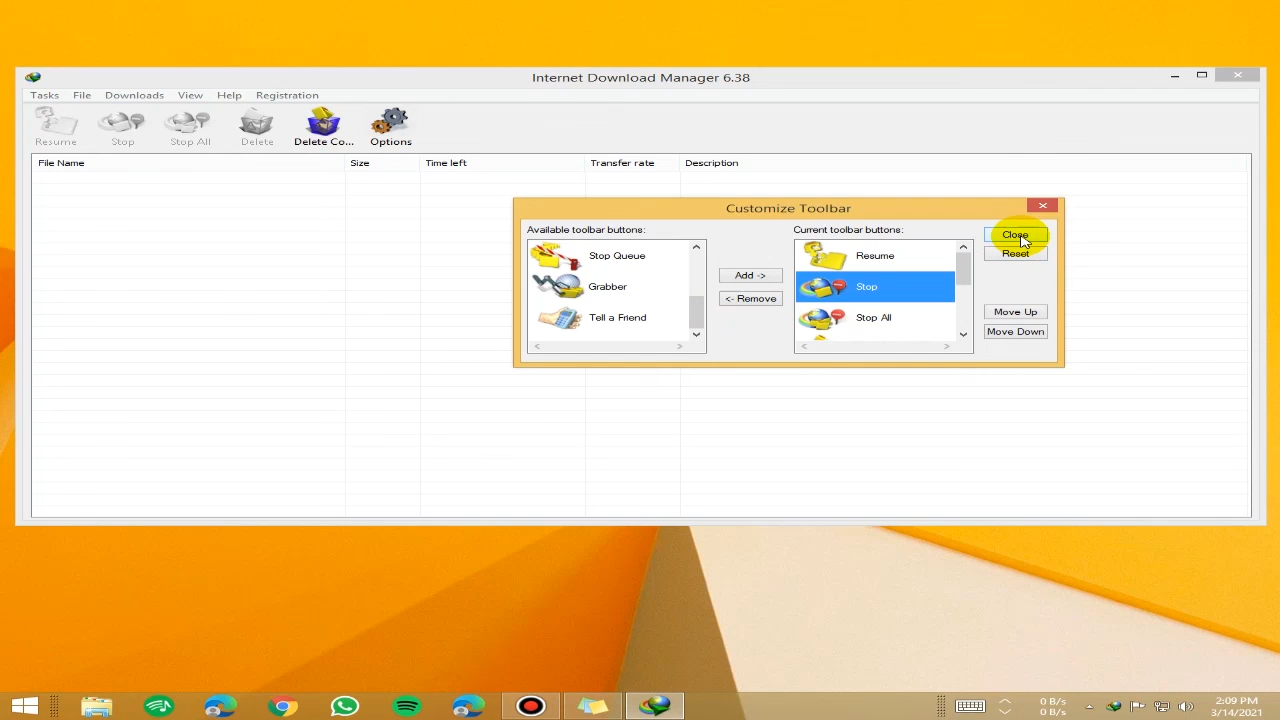 Internet Download Manager 6.38
Tasks File Downloads View Help Registration
Resume Stop Stop All Delete Delete Co... Options
File Name Size Time left Transfer rate Description
Customize Toolbar
Available toolbar buttons:
Stop Queue
Grabber
Tell a Friend
Add ->
<- Remove
Current toolbar buttons:
Resume
Stop
Stop All
Close
Reset
Move Up
Move Down
0 B/s
0 B/s
2:09 PM
3/14/2021